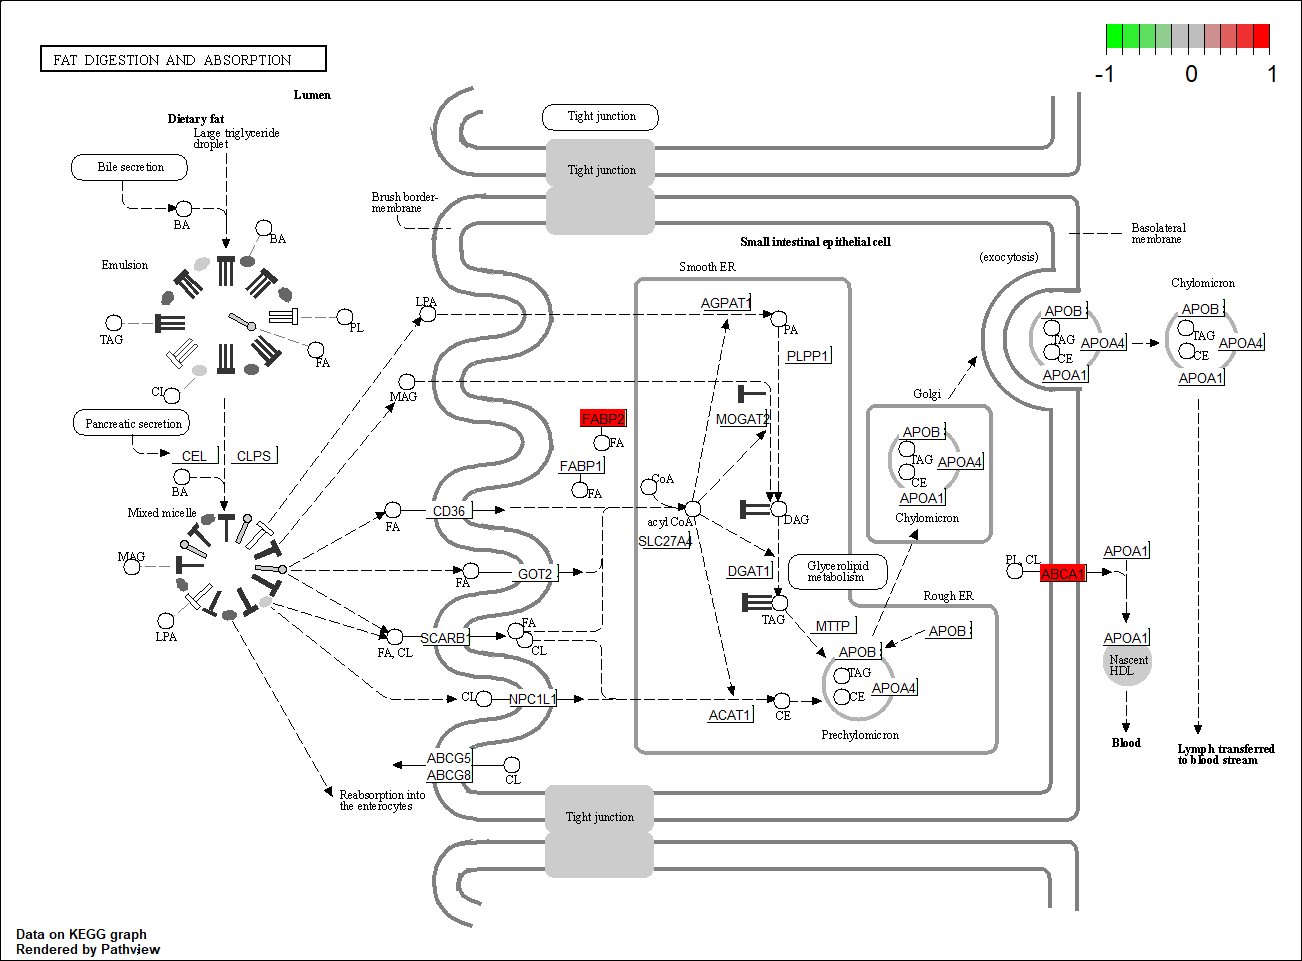 FAT DIGESTION AND ABSORPTION
-1
0
1
Lumen
Dietary fat
Large triglyceride
droplet
Bile secretion
BA
BA
Emulsion
TAG
PL
FA
CL
Pancreatic secretion
CEL
CLPS
BA
Mixed micelle
MAG
LPA
Reabsorption into
the enterocytes
Tight junction
Tight junction
Brush border-
membrane
Small intestinal epithelial cell
Basolateral
membrane
(exocytosis)
Smooth ER
LPA
AGPAT1
PA
PLPP1
MAG
MOGAT2
FABP2
FA
FABP1
FA
CoA
FA
CD36
acyl CoA
SLC27A4
DAG
FA
GOT2
DGAT1
Glycerolipid
metabolism
TAG
FA, CL
SCARB1
FA
CL
MTTP
CL
NPC1L1
ACAT1
CE
ABCG5
ABCG8
CL
Rough ER
APOB
APOB
TAG
APOA4
CE
Prechylomicron
Golgi
APOB
TAG
APOA4
CE
APOA1
Chylomicron
APOB
TAG
APOA4
CE
APOA1
Chylomicron
APOB
TAG
APOA4
CE
APOA1
PL, CL
ABCA1
APOA1
APOA1
Nascent
HDL
Blood
Lymph transferred
to blood stream
Tight junction
Data on KEGG graph
Rendered by Pathview